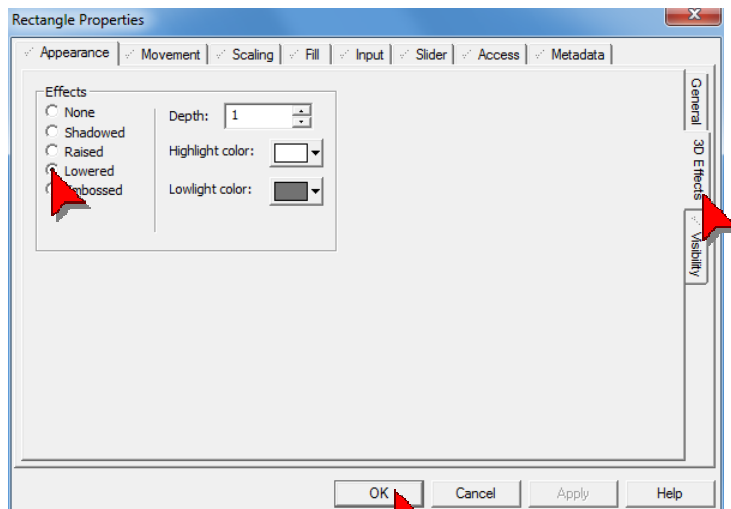 Rectangle Properties
Appearance Movement Scaling Fill Input Slider Access Metadata
General
3D Effects
Visibility
Effects
None
Shadowed
Raised
Lowered
Embossed
Depth: 1
Highlight color:
Lowlight color:
OK Cancel Apply Help